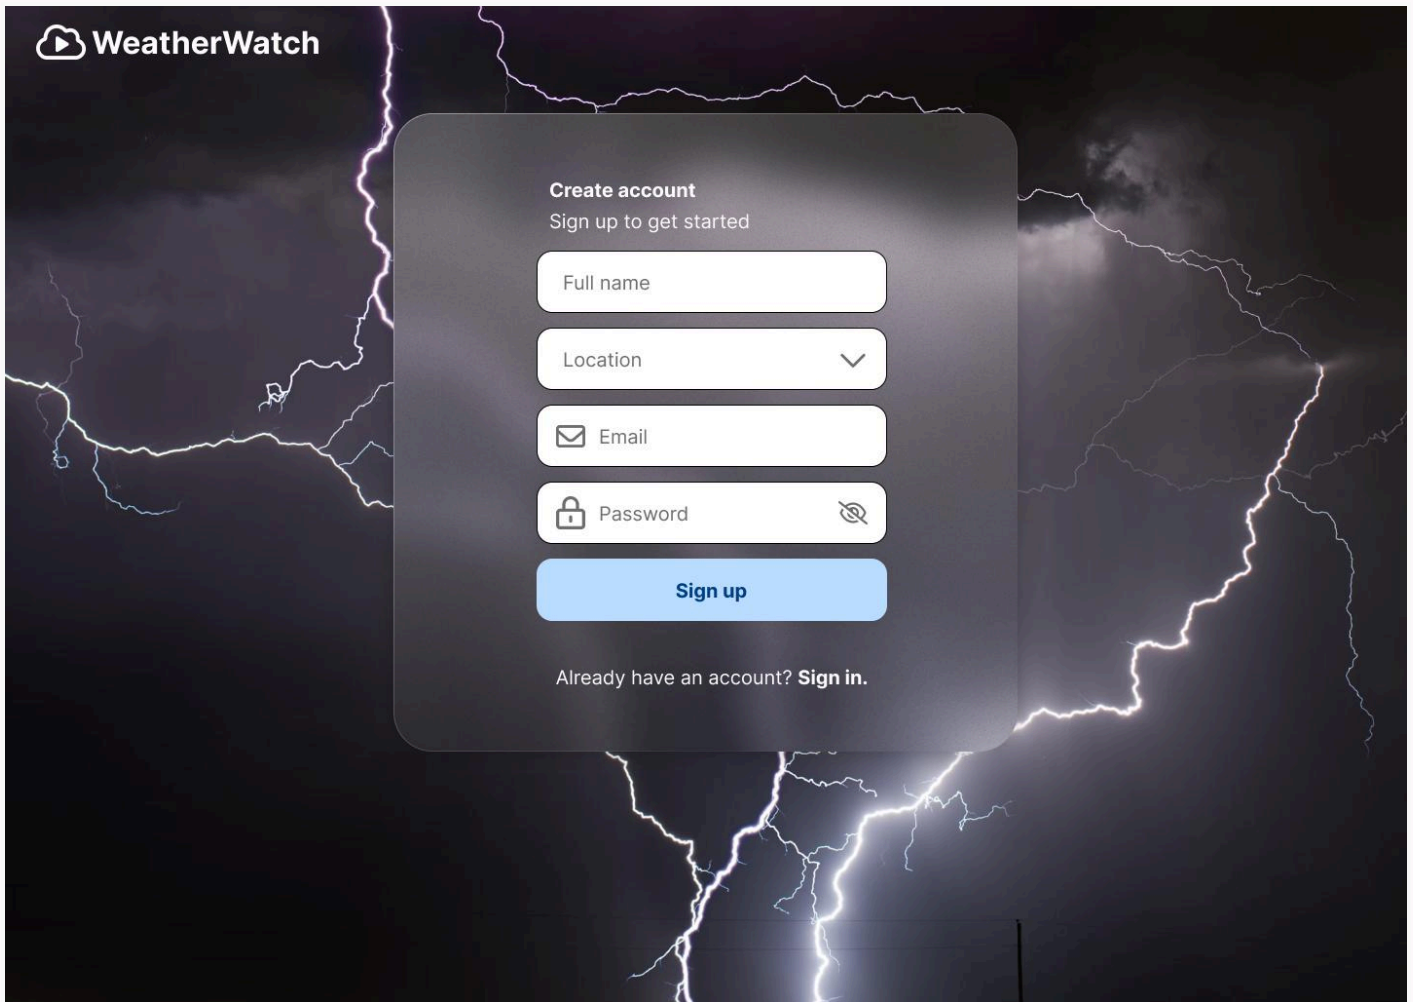 WeatherWatch
Create account
Sign up to get started
Full name
Location
Email
Password
Sign up
Already have an account? Sign in.